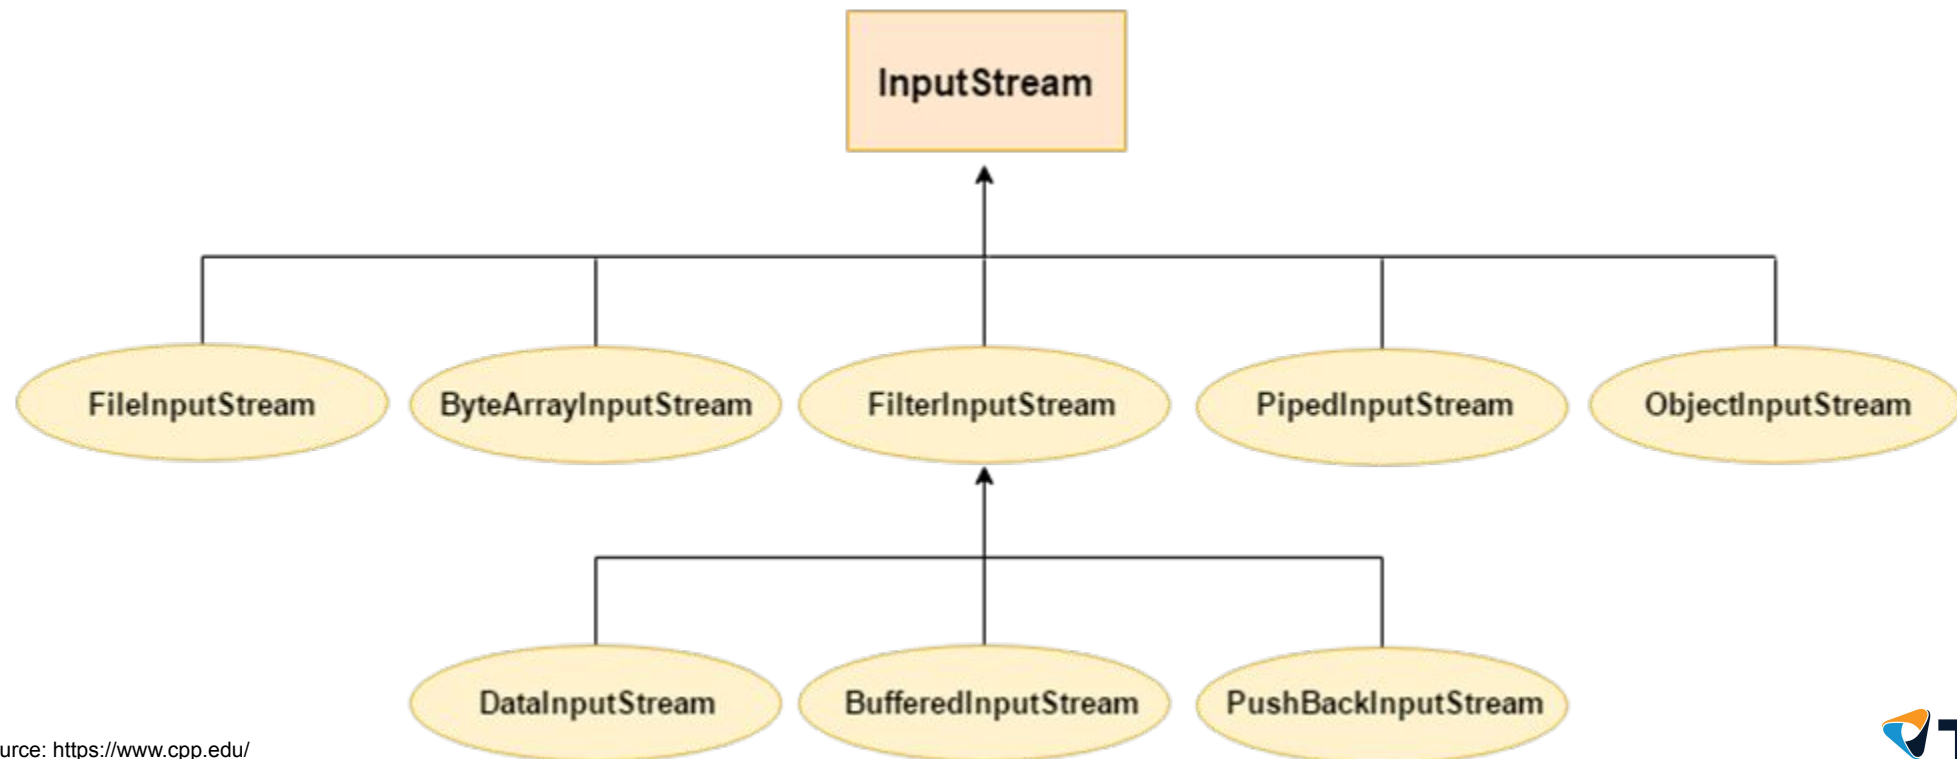 InputStream
FileInputStream
ByteArrayInputStream
FilterInputStream
PipedInputStream
ObjectInputStream
DataInputStream
BufferedInputStream
PushBackInputStream
urce: https://www.cpp.edu/